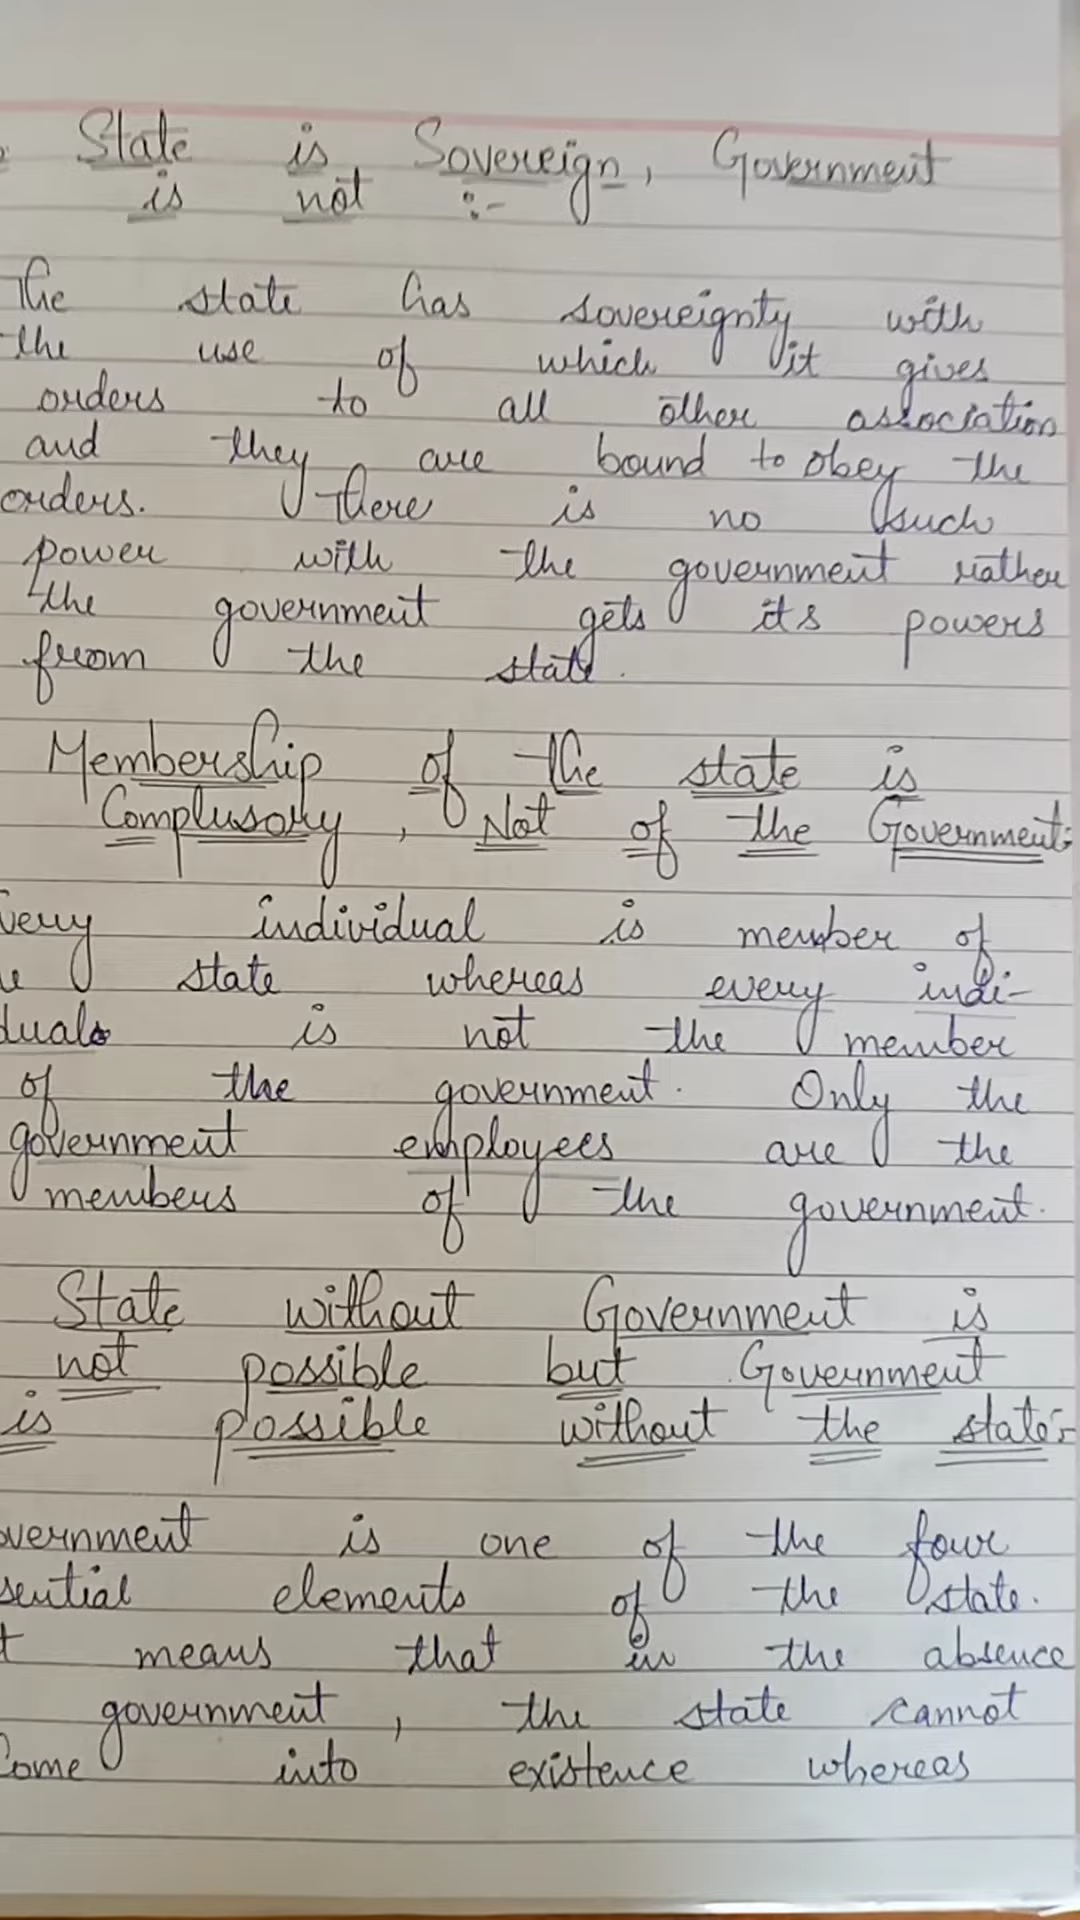 State is Sovereign, Government
is not :-
The state has sovereignty with
the use of which it gives
orders to all other association
and they are bound to obey the
orders. There is no such
power with the government rather
the government gets its powers
from the state.
Membership of the state is
Complusory, Not of the Government:-
very individual is member of
state whereas every indi-
duals is not the member
of the government. Only the
government employees are the
members of the government.
State without Government is
not possible but Government
is possible without the state:-
vernment is one of the four
sential elements of the state.
t means that in the absence
government, the state cannot
Come into existence whereas